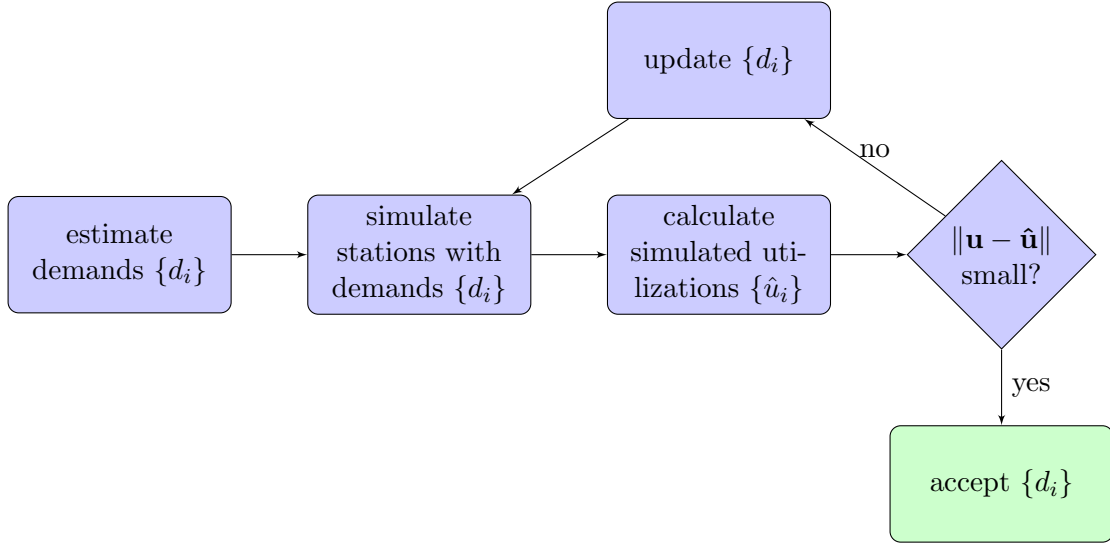 update {d_i}
no
estimate
demands {d_i}
simulate
stations with
demands {d_i}
calculate
simulated uti-
lizations {û_i}
‖u − û‖
small?
yes
accept {d_i}